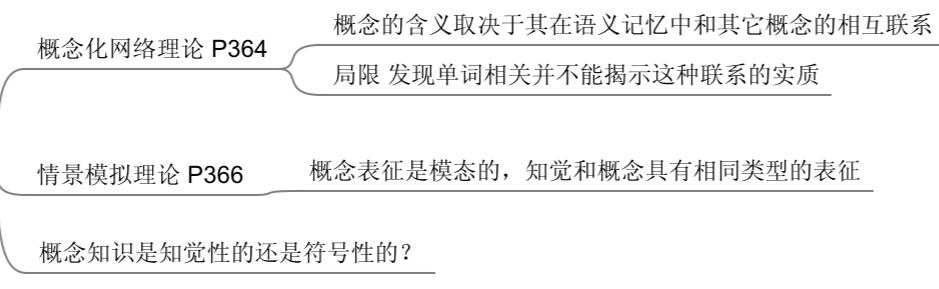 概念化网络理论 P364
概念的含义取决于其在语义记忆中和其它概念的相互联系
局限 发现单词相关并不能揭示这种联系的实质
情景模拟理论 P366
概念表征是模态的，知觉和概念具有相同类型的表征
概念知识是知觉性的还是符号性的？